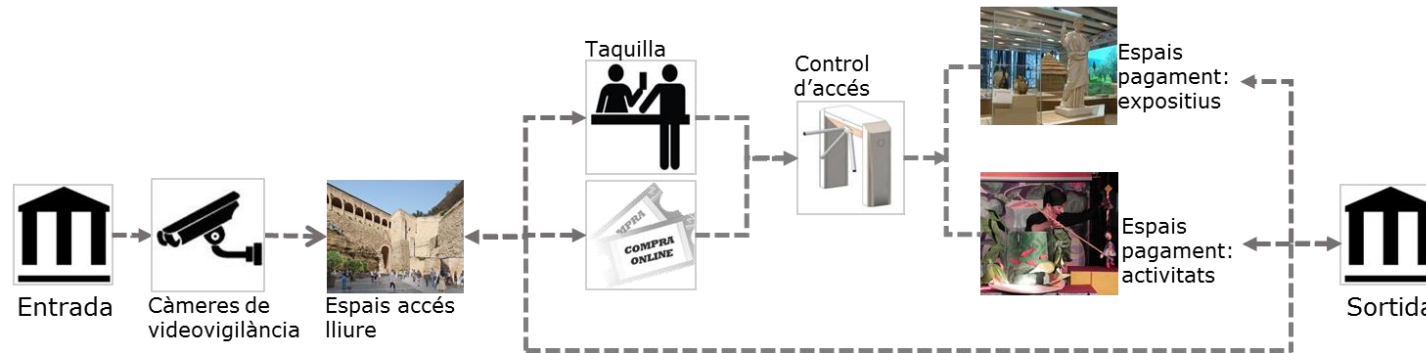 Entrada
Càmeres de
videovigilància
Espais accés
lliure
Taquilla
COMPRA
ONLINE
Control
d'accés
Espais
pagament:
expositius
Espais
pagament:
activitats
Sortida